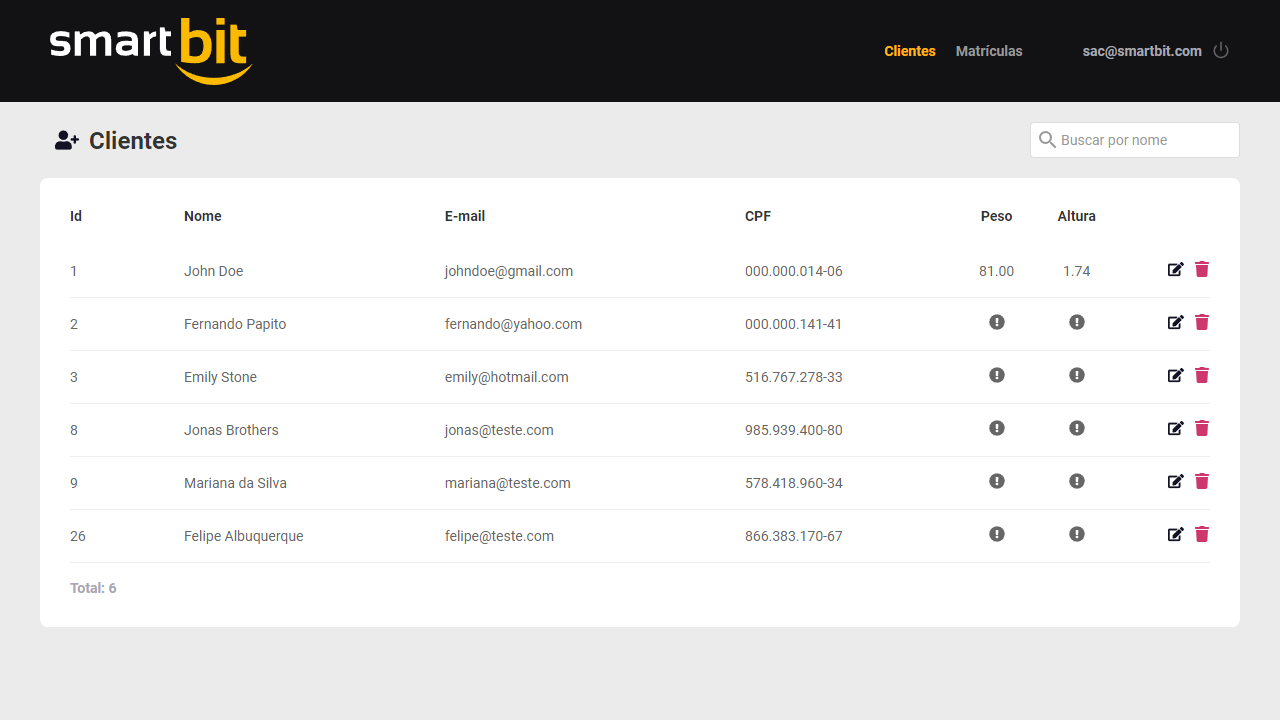 smartbit
Clientes Matrículas sac@smartbit.com
Clientes
Buscar por nome
Id Nome E-mail CPF Peso Altura
1 John Doe johndoe@gmail.com 000.000.014-06 81.00 1.74
2 Fernando Papito fernando@yahoo.com 000.000.141-41
3 Emily Stone emily@hotmail.com 516.767.278-33
8 Jonas Brothers jonas@teste.com 985.939.400-80
9 Mariana da Silva mariana@teste.com 578.418.960-34
26 Felipe Albuquerque felipe@teste.com 866.383.170-67
Total: 6